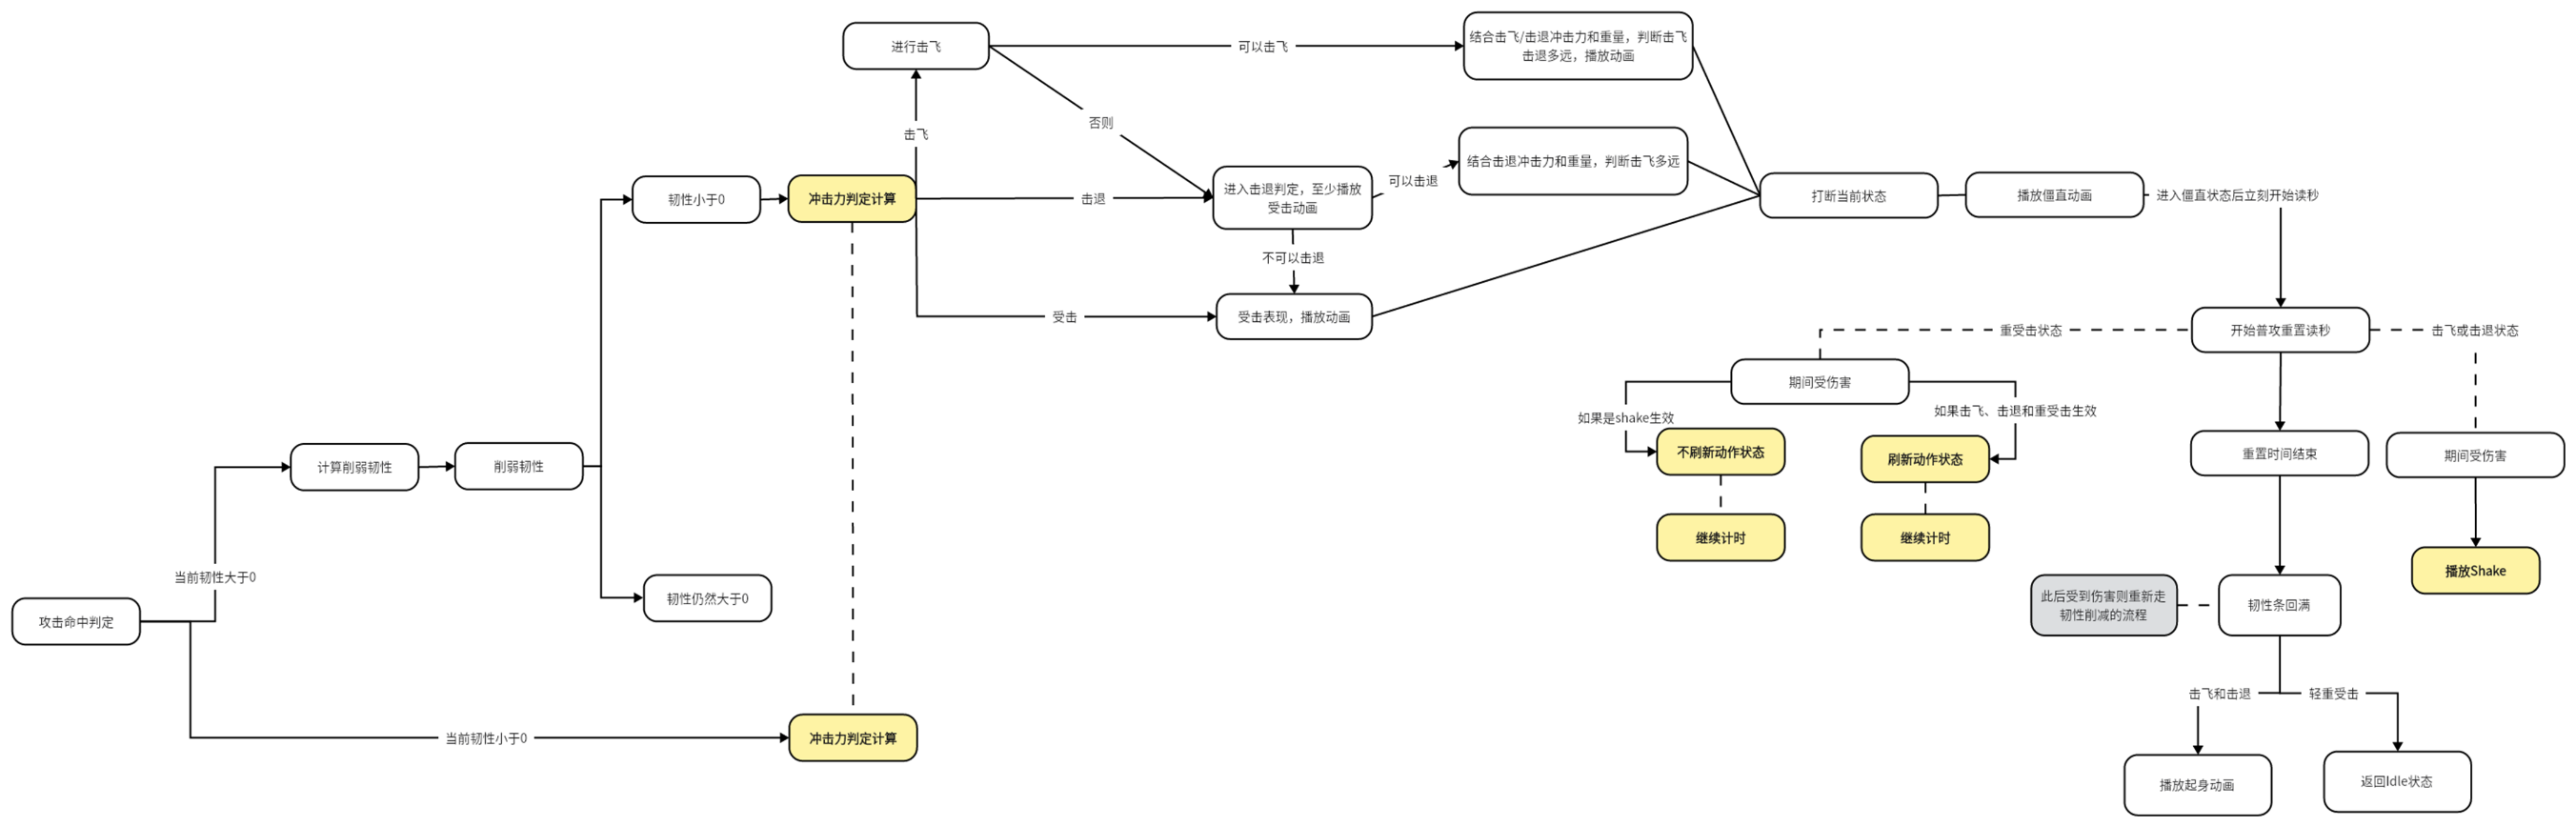 进行击飞
可以击飞
结合击飞/击退冲击力和重量，判断击飞
击退多远，播放动画
否则
击飞
韧性小于0
冲击力判定计算
击退
进入击退判定，至少播放
受击动画
可以击退
结合击退冲击力和重量，判断击飞多远
打断当前状态
播放僵直动画
进入僵直状态后立刻开始读秒
不可以击退
受击
受击表现，播放动画
重受击状态
开始普攻重置读秒
击飞或击退状态
期间受伤害
如果是shake生效
如果击飞、击退和重受击生效
不刷新动作状态
刷新动作状态
重置时间结束
期间受伤害
继续计时
继续计时
播放Shake
计算削弱韧性
削弱韧性
当前韧性大于0
韧性仍然大于0
攻击命中判定
此后受到伤害则重新走
韧性削减的流程
韧性条回满
击飞和击退
轻重受击
当前韧性小于0
冲击力判定计算
播放起身动画
返回Idle状态